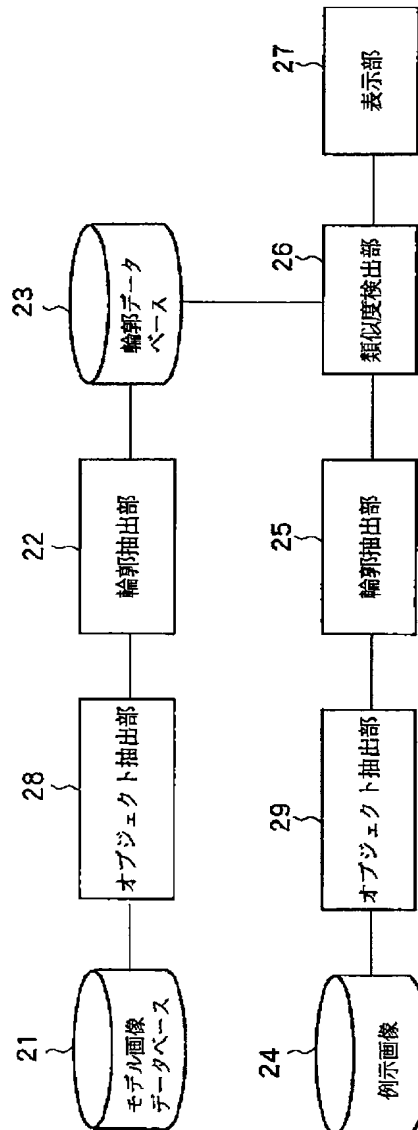 21
モデル画像
データベース
28
オブジェクト抽出部
22
輪郭抽出部
23
輪郭データ
ベース
24
例示画像
29
オブジェクト抽出部
25
輪郭抽出部
26
類似度検出部
27
表示部